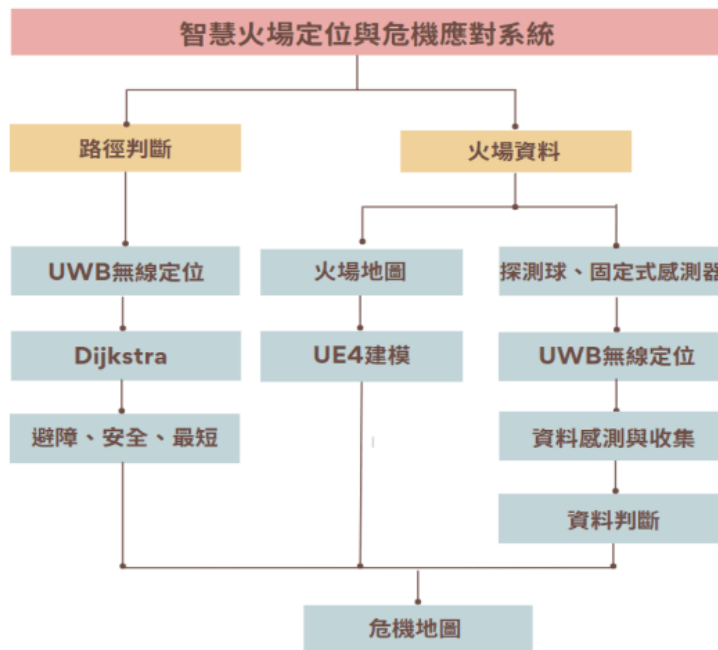 智慧火場定位與危機應對系統
路徑判斷
火場資料
UWB無線定位
火場地圖
探測球、固定式感測器
Dijkstra
UE4建模
UWB無線定位
避障、安全、最短
資料感測與收集
資料判斷
危機地圖